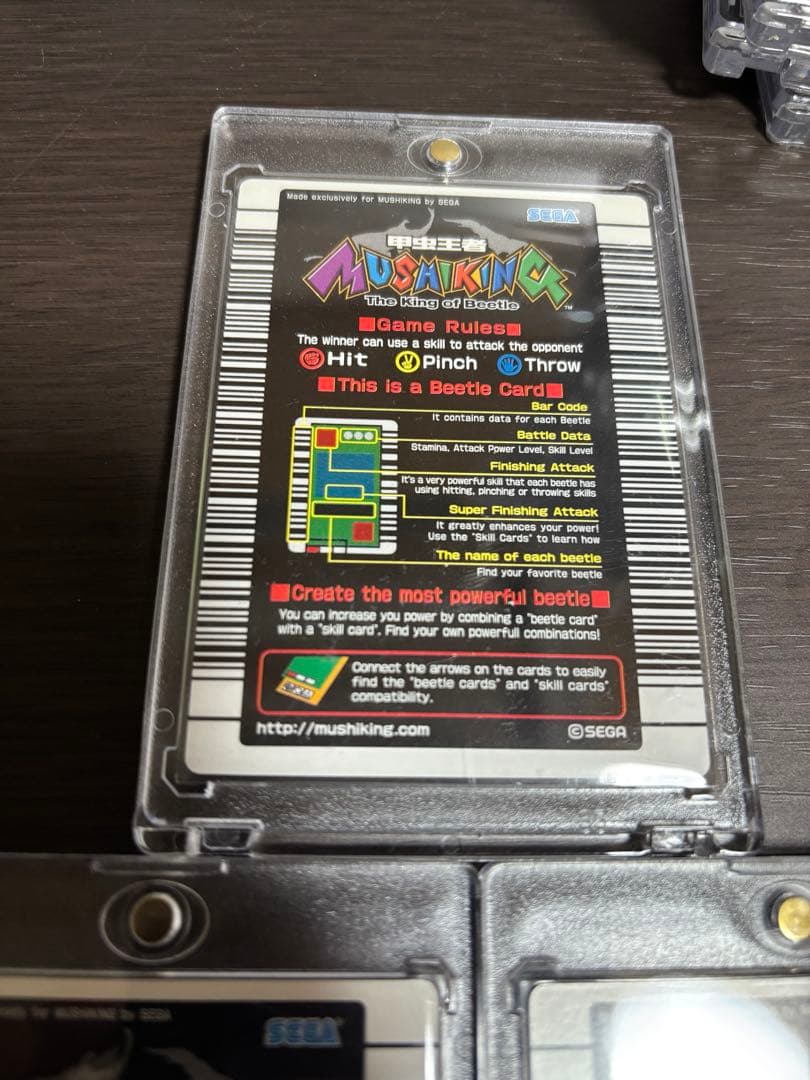 Made exclusively for MUSHIKING by SEGA
SEGA
甲虫王者
MUSHIKING
The King of Beetle
TM
Game Rules
The winner can use a skill to attack the opponent
Hit Pinch Throw
This is a Beetle Card
Bar Code
It contains data for each Beetle
Battle Data
Stamina, Attack Power Level, Skill Level
Finishing Attack
It's a very powerful skill that each beetle has
using hitting, pinching or throwing skills
Super Finishing Attack
It greatly enhances your power!
Use the "Skill Cards" to learn how
The name of each beetle
Find your favorite beetle
Create the most powerful beetle
You can increase you power by combining a "beetle card"
with a "skill card". Find your own powerfull combinations!
Connect the arrows on the cards to easily
find the "beetle cards" and "skill cards"
compatibility.
http://mushiking.com
©SEGA
for MUSHIKING by SEGA
SEGA